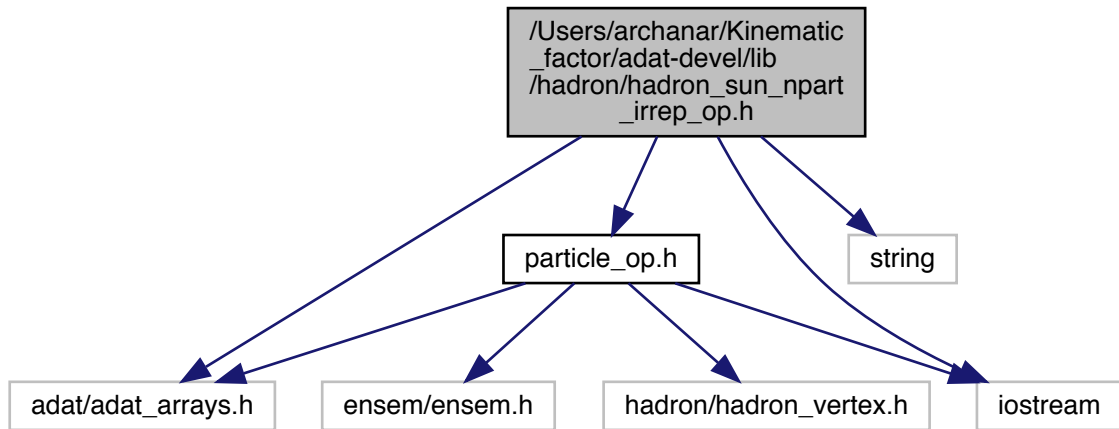 /Users/archanar/Kinematic
_factor/adat-devel/lib
/hadron/hadron_sun_npart
_irrep_op.h
particle_op.h
string
adat/adat_arrays.h
ensem/ensem.h
hadron/hadron_vertex.h
iostream